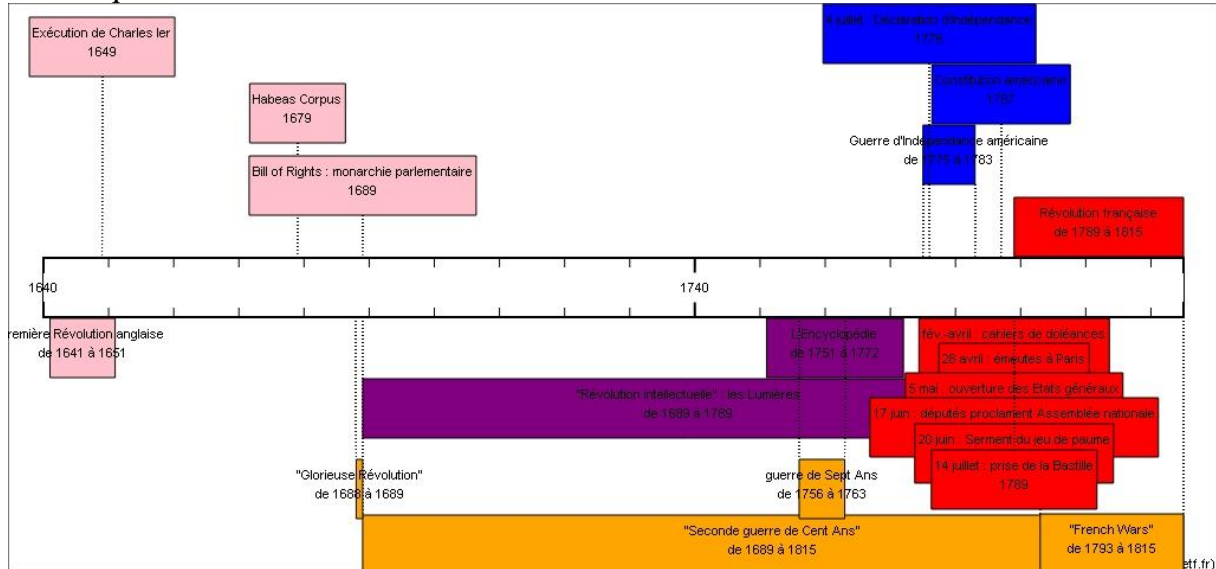 Exécution de Charles Ier
1649
4 juillet : Déclaration d'Indépendance
1776
Constitution américaine
1787
Habeas Corpus
1679
Guerre d'Indépendance américaine
de 1775 à 1783
Bill of Rights : monarchie parlementaire
1689
Révolution française
de 1789 à 1815
1640
1740
remière Révolution anglaise
de 1641 à 1651
L'Encyclopédie
de 1751 à 1772
fév.-avril : cahiers de doléances
28 avril : émeutes à Paris
5 mai : ouverture des Etats généraux
"Révolution intellectuelle" : les Lumières
de 1689 à 1789
17 juin : députés proclament Assemblée nationale
20 juin : Serment du jeu de paume
14 juillet : prise de la Bastille
1789
"Glorieuse Révolution"
de 1688 à 1689
guerre de Sept Ans
de 1756 à 1763
"Seconde guerre de Cent Ans"
de 1689 à 1815
"French Wars"
de 1793 à 1815
etf.fr)